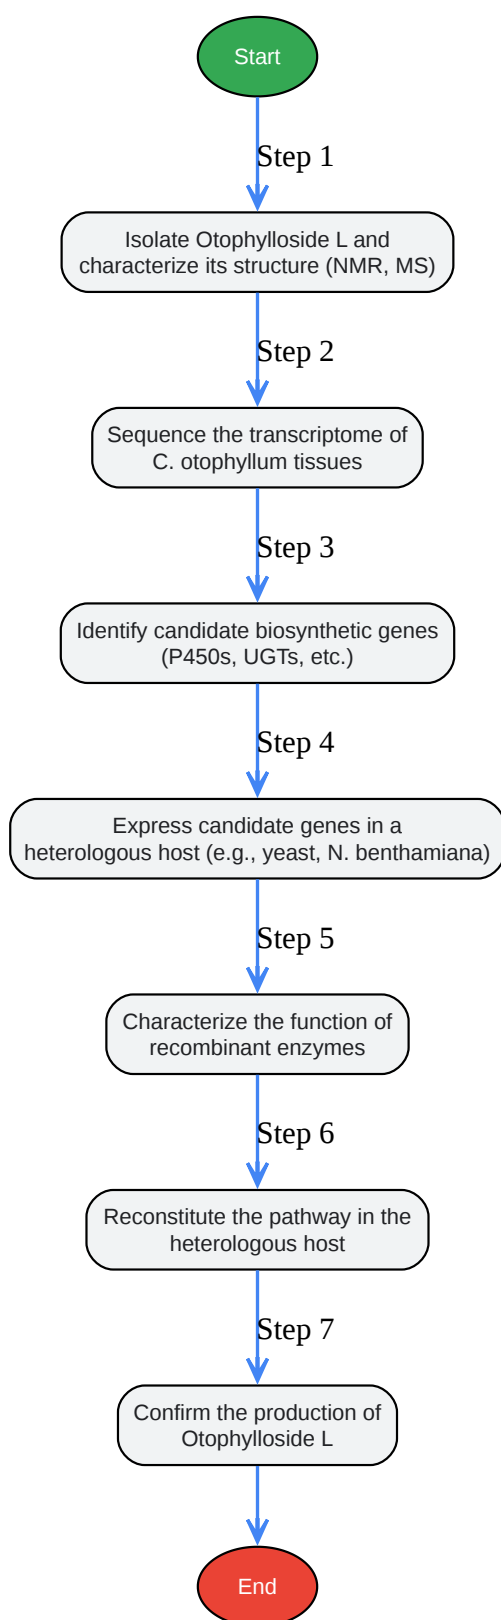 Start
Step 1
Isolate Otophylloside L and
characterize its structure (NMR, MS)
Step 2
Sequence the transcriptome of
C. otophyllum tissues
Step 3
Identify candidate biosynthetic genes
(P450s, UGTs, etc.)
Step 4
Express candidate genes in a
heterologous host (e.g., yeast, N. benthamiana)
Step 5
Characterize the function of
recombinant enzymes
Step 6
Reconstitute the pathway in the
heterologous host
Step 7
Confirm the production of
Otophylloside L
End